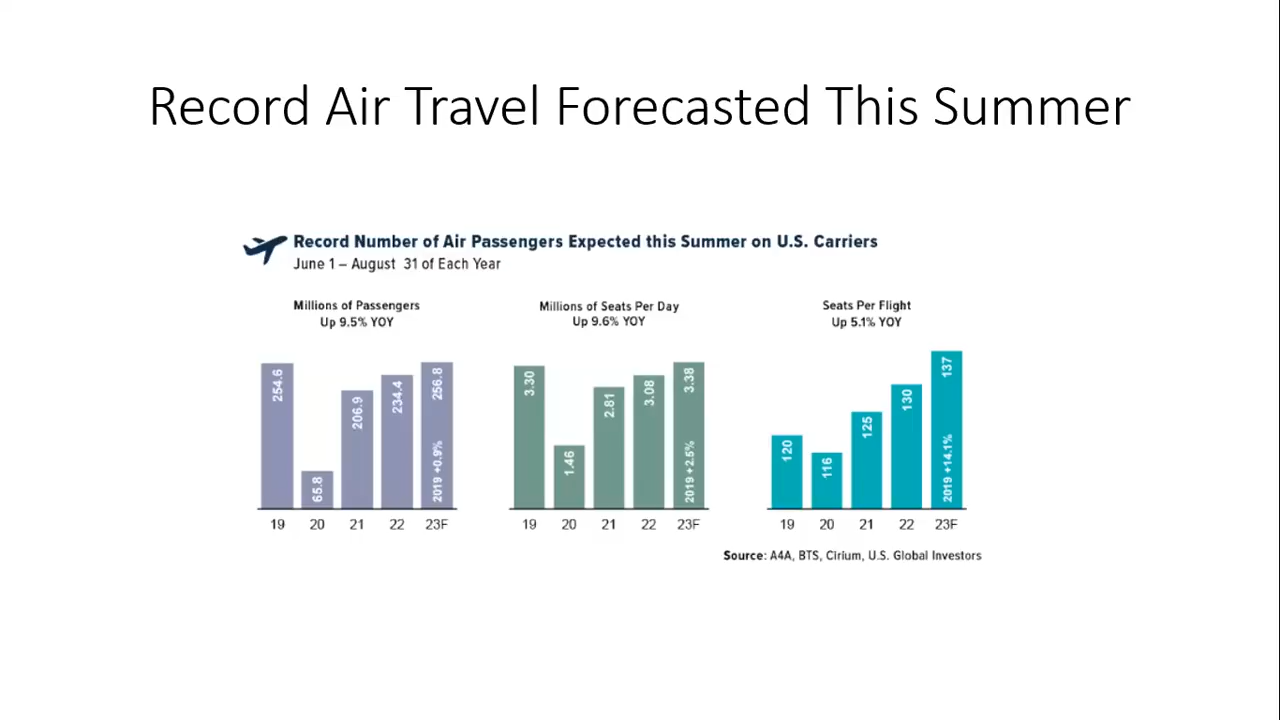 Record Air Travel Forecasted This Summer
Record Number of Air Passengers Expected this Summer on U.S. Carriers
June 1 – August 31 of Each Year
Millions of Passengers
Up 9.5% YOY
254.6
65.8
206.9
234.4
256.8
2019 +0.9%
19 20 21 22 23F
Millions of Seats Per Day
Up 9.6% YOY
3.30
1.46
2.81
3.08
3.38
2019 +2.5%
19 20 21 22 23F
Seats Per Flight
Up 5.1% YOY
120
116
125
130
137
2019 +14.1%
19 20 21 22 23F
Source: A4A, BTS, Cirium, U.S. Global Investors